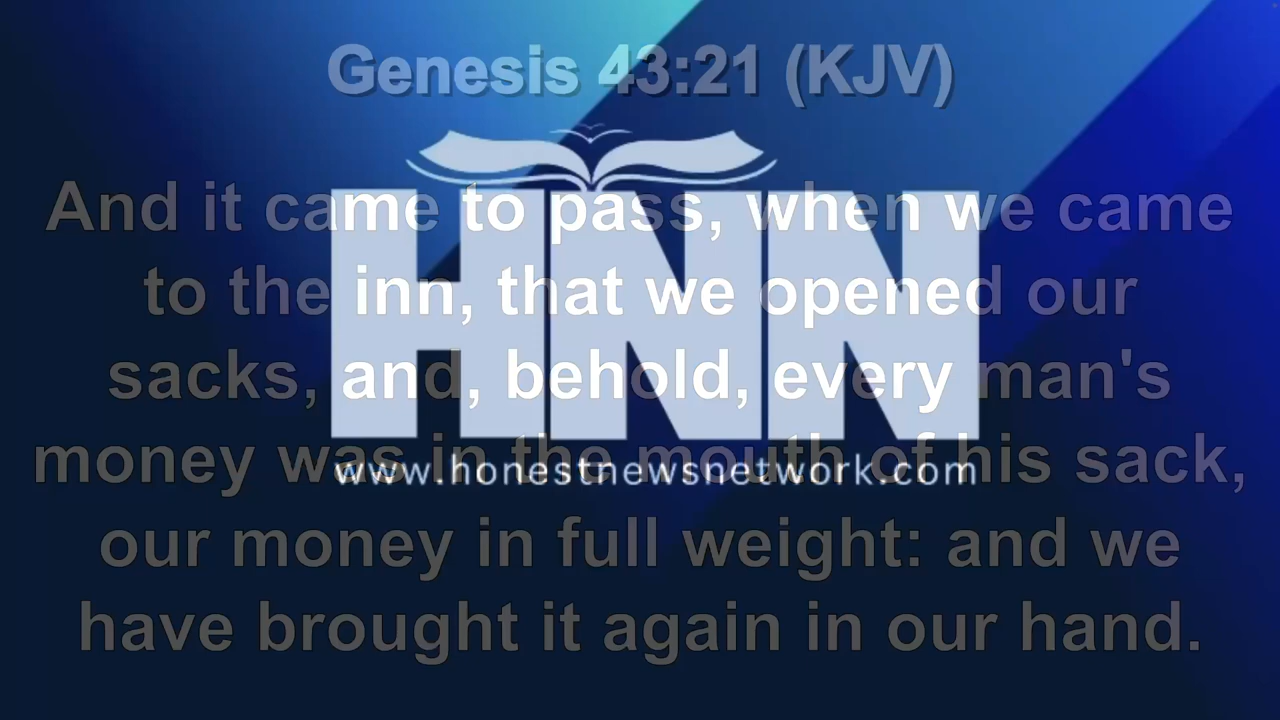 Genesis 43:21 (KJV)
And it came to pass, when we came
to the inn, that we opened our
sacks, and, behold, every man's
money was in the mouth of his sack,
our money in full weight: and we
have brought it again in our hand.
HNN
www.honestnewsnetwork.com